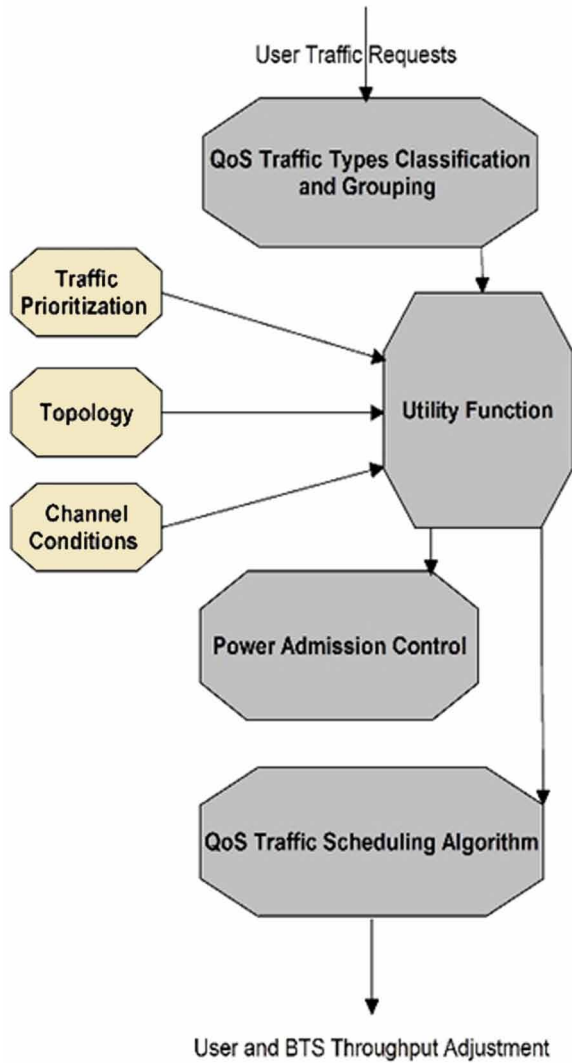 User Traffic Requests
QoS Traffic Types Classification
and Grouping
Traffic
Prioritization
Topology
Channel
Conditions
Utility Function
Power Admission Control
QoS Traffic Scheduling Algorithm
User and BTS Throughput Adjustment